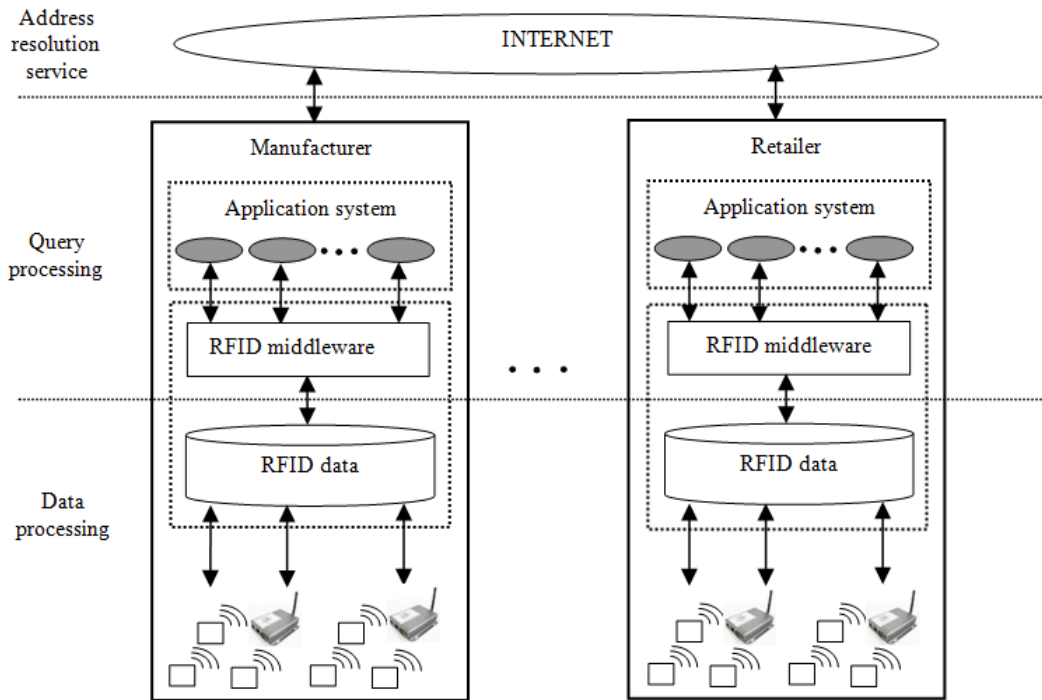 Address
resolution
service
INTERNET
Manufacturer
Retailer
Application system
Application system
Query
processing
RFID middleware
RFID middleware
RFID data
RFID data
Data
processing